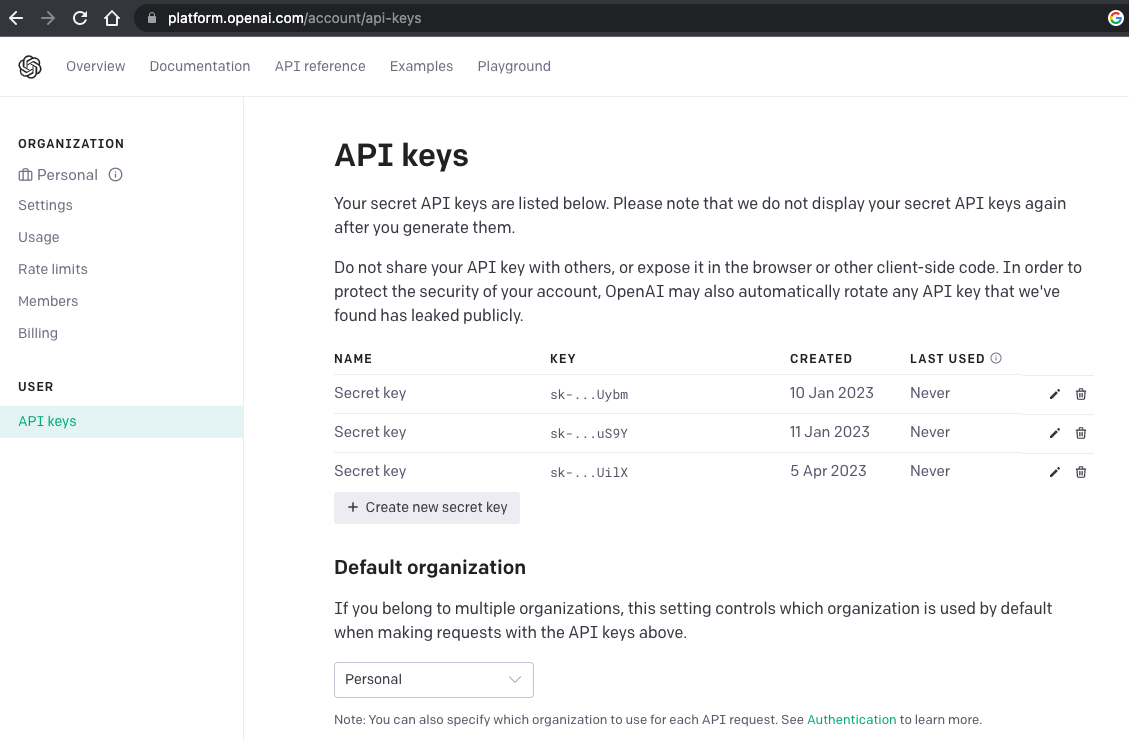 platform.openai.com/account/api-keys
Overview Documentation API reference Examples Playground
ORGANIZATION
Personal
Settings
Usage
Rate limits
Members
Billing
USER
API keys
API keys
Your secret API keys are listed below. Please note that we do not display your secret API keys again
after you generate them.
Do not share your API key with others, or expose it in the browser or other client-side code. In order to
protect the security of your account, OpenAI may also automatically rotate any API key that we've
found has leaked publicly.
NAME KEY CREATED LAST USED
Secret key sk-...Uybm 10 Jan 2023 Never
Secret key sk-...uS9Y 11 Jan 2023 Never
Secret key sk-...UilX 5 Apr 2023 Never
+ Create new secret key
Default organization
If you belong to multiple organizations, this setting controls which organization is used by default
when making requests with the API keys above.
Personal
Note: You can also specify which organization to use for each API request. See Authentication to learn more.